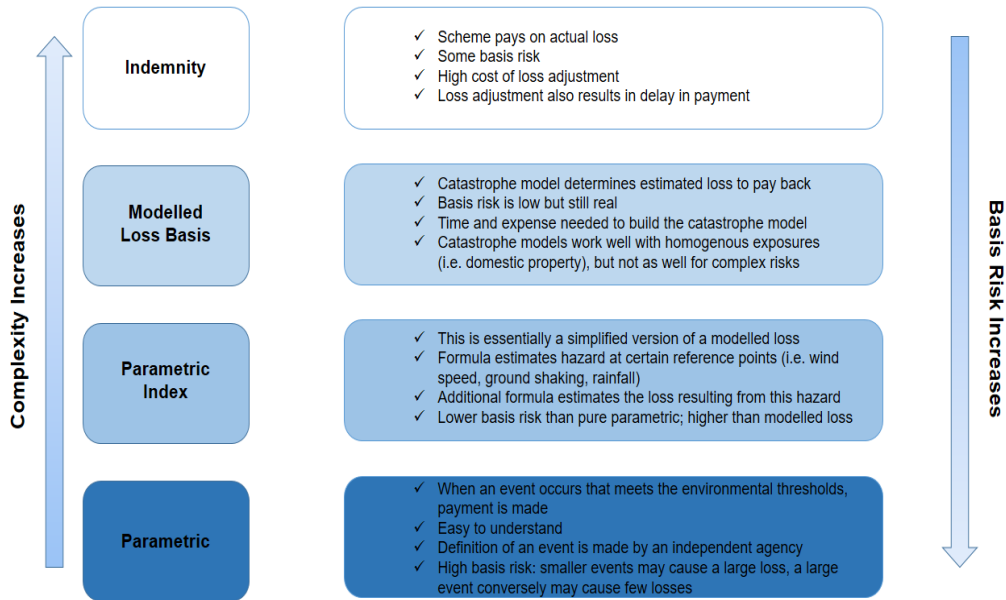 Complexity Increases
Indemnity
✓ Scheme pays on actual loss
✓ Some basis risk
✓ High cost of loss adjustment
✓ Loss adjustment also results in delay in payment
Modelled
Loss Basis
✓ Catastrophe model determines estimated loss to pay back
✓ Basis risk is low but still real
✓ Time and expense needed to build the catastrophe model
✓ Catastrophe models work well with homogenous exposures
(i.e. domestic property), but not as well for complex risks
Parametric
Index
✓ This is essentially a simplified version of a modelled loss
✓ Formula estimates hazard at certain reference points (i.e. wind
speed, ground shaking, rainfall)
✓ Additional formula estimates the loss resulting from this hazard
✓ Lower basis risk than pure parametric; higher than modelled loss
Parametric
✓ When an event occurs that meets the environmental thresholds,
payment is made
✓ Easy to understand
✓ Definition of an event is made by an independent agency
✓ High basis risk: smaller events may cause a large loss, a large
event conversely may cause few losses
Basis Risk Increases